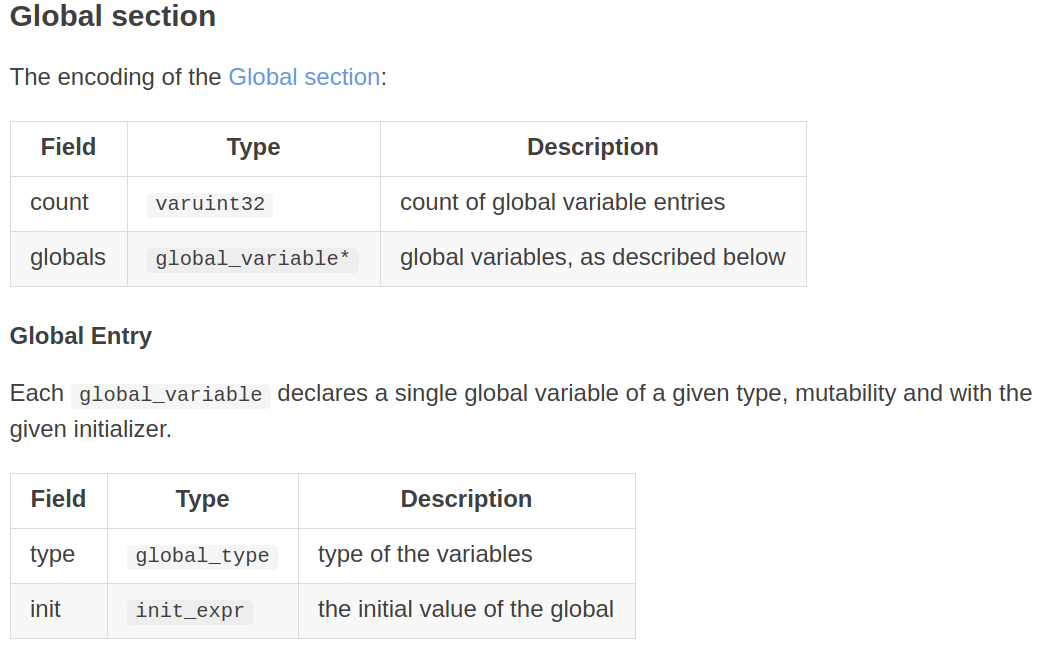 Global section
The encoding of the Global section:
Field Type Description
count varuint32 count of global variable entries
globals global_variable* global variables, as described below
Global Entry
Each global_variable declares a single global variable of a given type, mutability and with the
given initializer.
Field Type Description
type global_type type of the variables
init init_expr the initial value of the global